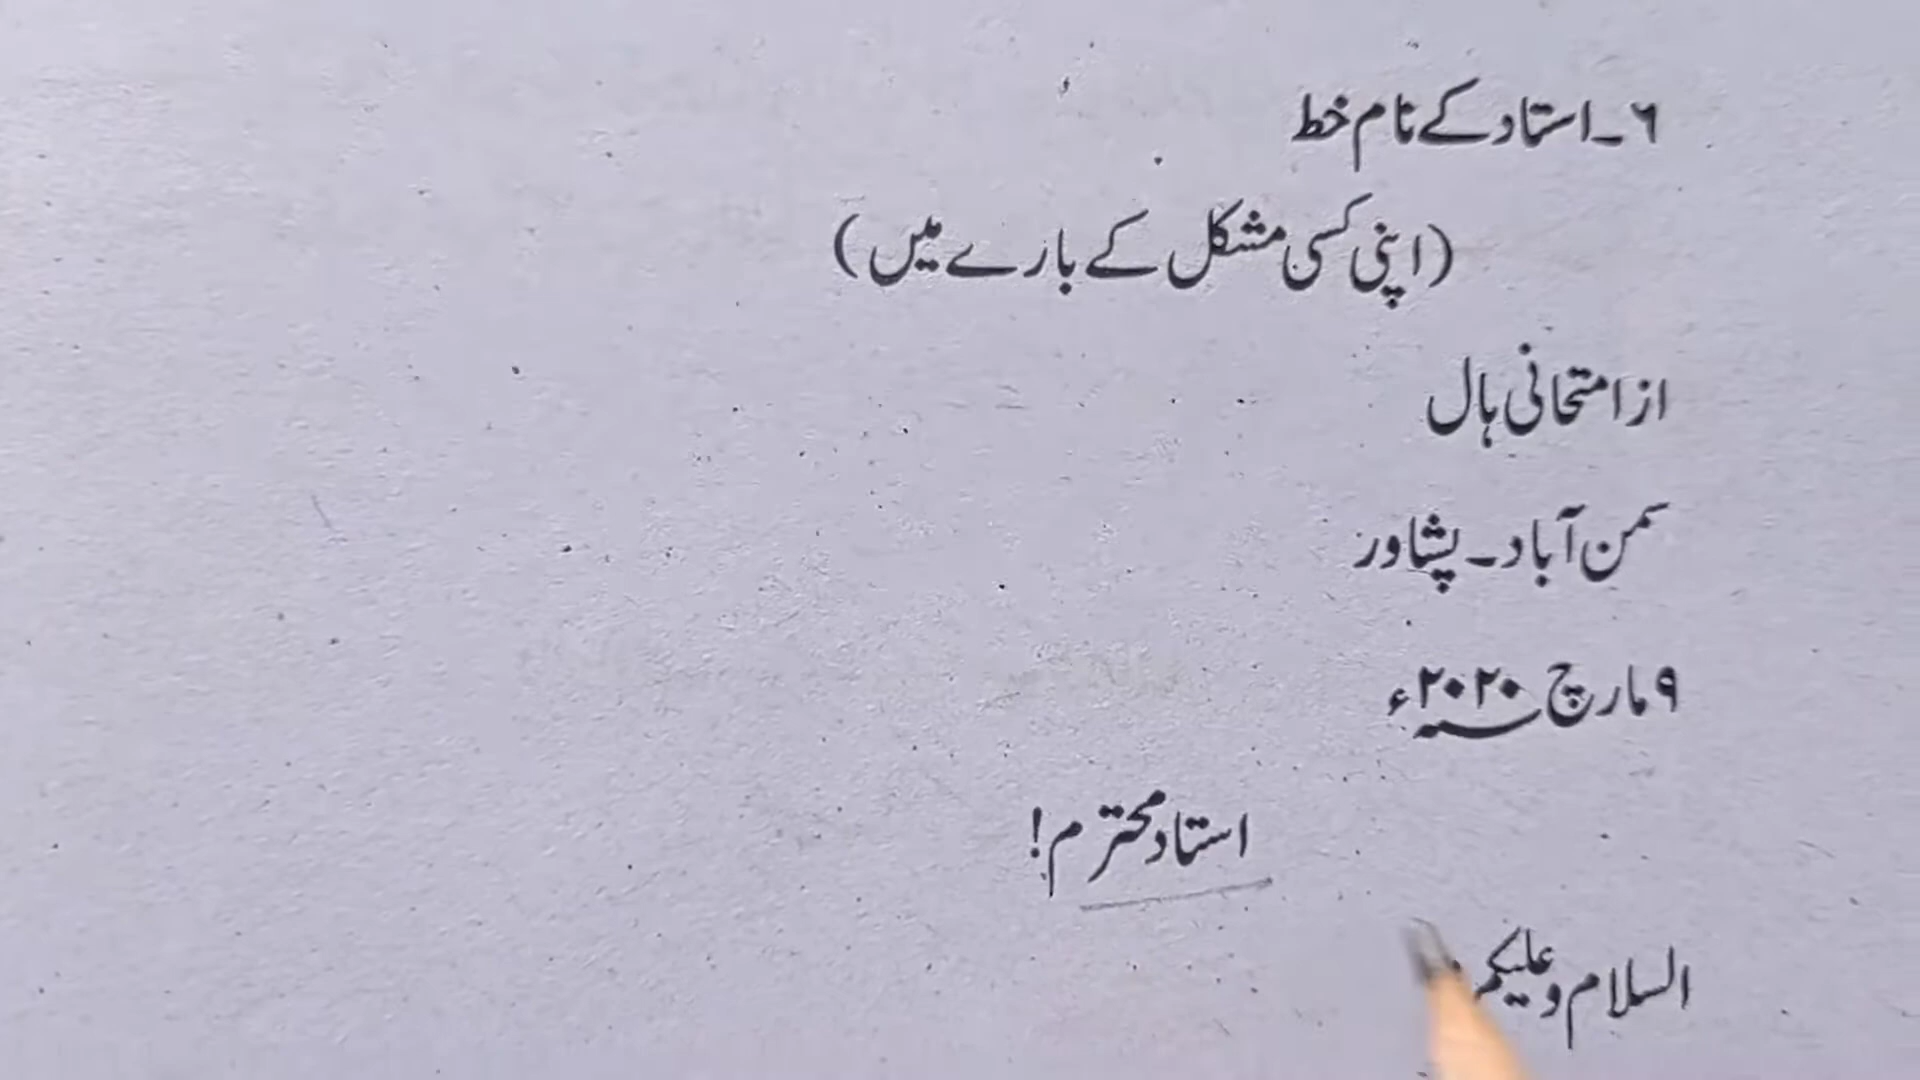 ۶۔استاد کے نام خط
(اپنی کسی مشکل کے بارے میں)
از امتحانی ہال
سمن آباد۔ پشاور
۹ مارچ ۲۰۲۰ء
استاد محترم!
السلام وعلیکم